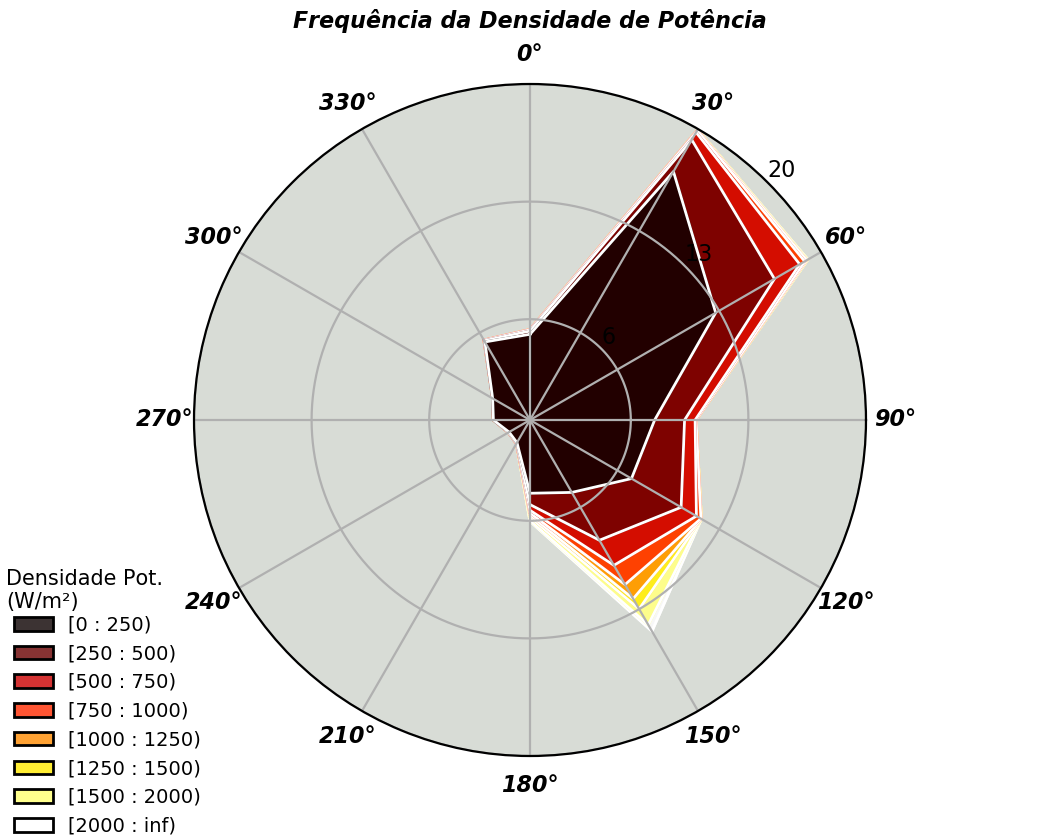 Frequência da Densidade de Potência
0°
330°
30°
20
300°
60°
13
6
270°
90°
240°
120°
210°
150°
180°
Densidade Pot.
(W/m²)
[0 : 250)
[250 : 500)
[500 : 750)
[750 : 1000)
[1000 : 1250)
[1250 : 1500)
[1500 : 2000)
[2000 : inf)